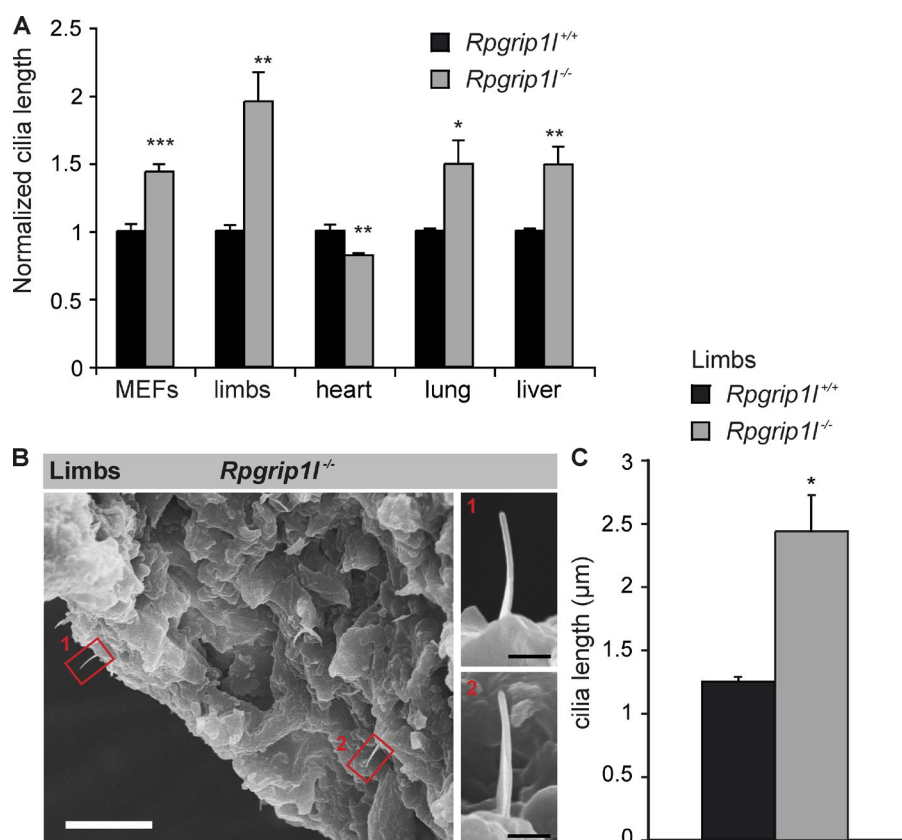 A
Normalized cilia length
2.5
2
1.5
1
0.5
0
Rpgrip1l+/+
Rpgrip1l-/-
***
**
**
*
**
MEFs limbs heart lung liver
B
Limbs Rpgrip1l-/-
1
2
1
2
C
Limbs
Rpgrip1l+/+
Rpgrip1l-/-
cilia length (µm)
3
2.5
2
1.5
1
0.5
0
*